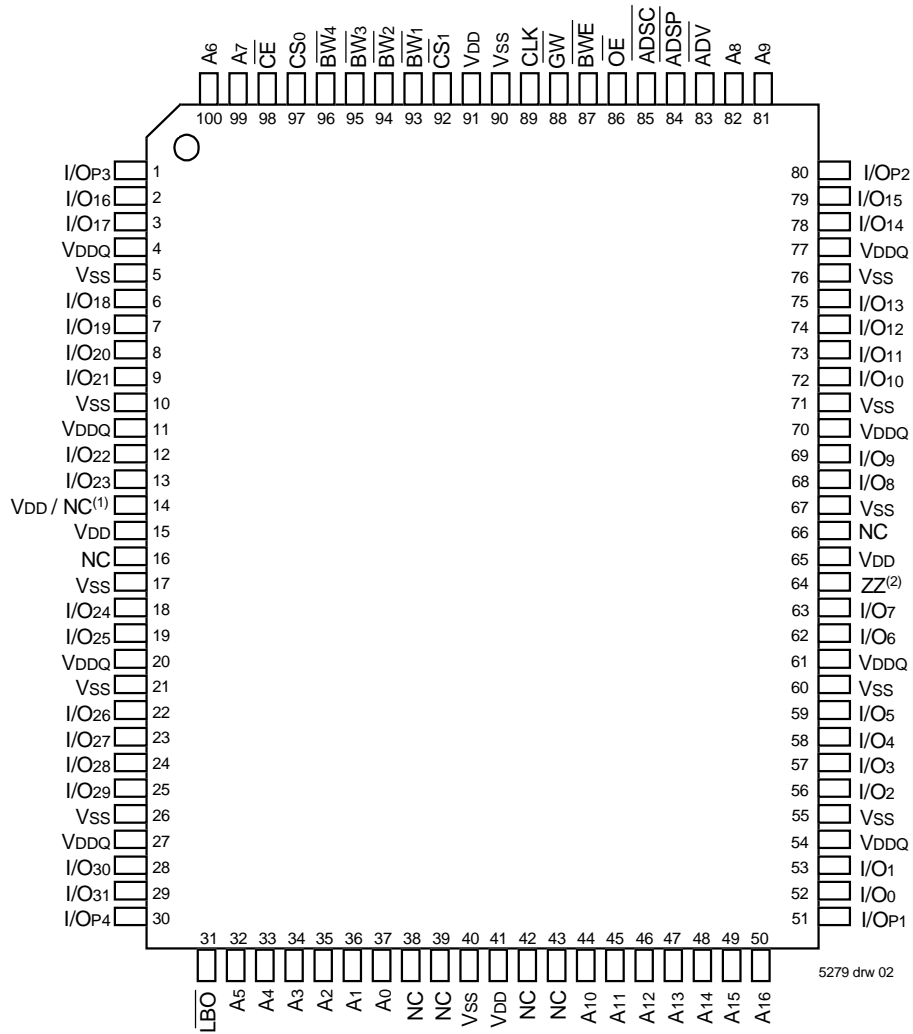 A6 A7 CE CS0 BW4 BW3 BW2 BW1 CS1 VDD VSS CLK GW BWE OE ADSC ADSP ADV A8 A9
100 99 98 97 96 95 94 93 92 91 90 89 88 87 86 85 84 83 82 81
I/OP3 1 80 I/OP2
I/O16 2 79 I/O15
I/O17 3 78 I/O14
VDDQ 4 77 VDDQ
VSS 5 76 VSS
I/O18 6 75 I/O13
I/O19 7 74 I/O12
I/O20 8 73 I/O11
I/O21 9 72 I/O10
VSS 10 71 VSS
VDDQ 11 70 VDDQ
I/O22 12 69 I/O9
I/O23 13 68 I/O8
VDD / NC(1) 14 67 VSS
VDD 15 66 NC
NC 16 65 VDD
VSS 17 64 ZZ(2)
I/O24 18 63 I/O7
I/O25 19 62 I/O6
VDDQ 20 61 VDDQ
VSS 21 60 VSS
I/O26 22 59 I/O5
I/O27 23 58 I/O4
I/O28 24 57 I/O3
I/O29 25 56 I/O2
VSS 26 55 VSS
VDDQ 27 54 VDDQ
I/O30 28 53 I/O1
I/O31 29 52 I/O0
I/OP4 30 51 I/OP1
31 32 33 34 35 36 37 38 39 40 41 42 43 44 45 46 47 48 49 50
LBO A5 A4 A3 A2 A1 A0 NC NC VSS VDD NC NC A10 A11 A12 A13 A14 A15 A16
5279 drw 02